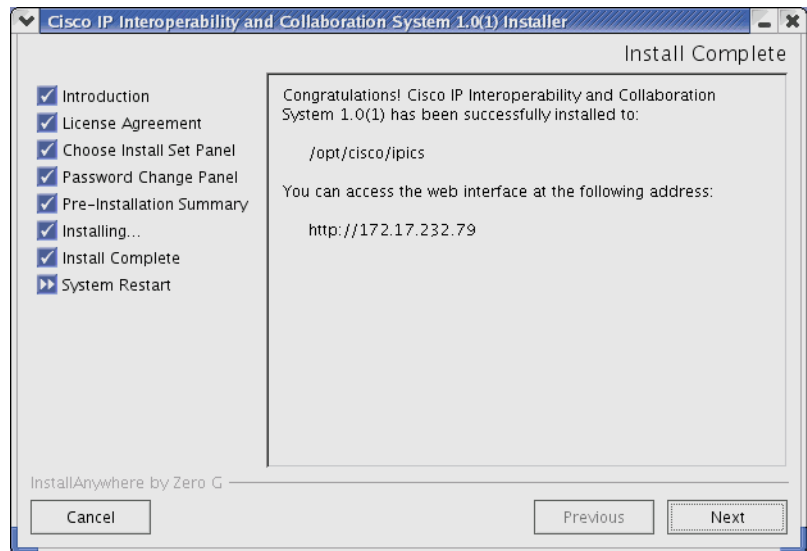 Cisco IP Interoperability and Collaboration System 1.0(1) Installer
Install Complete
Introduction
License Agreement
Choose Install Set Panel
Password Change Panel
Pre-Installation Summary
Installing...
Install Complete
System Restart
Congratulations! Cisco IP Interoperability and Collaboration
System 1.0(1) has been successfully installed to:
/opt/cisco/ipics
You can access the web interface at the following address:
http://172.17.232.79
InstallAnywhere by Zero G
Cancel
Previous
Next